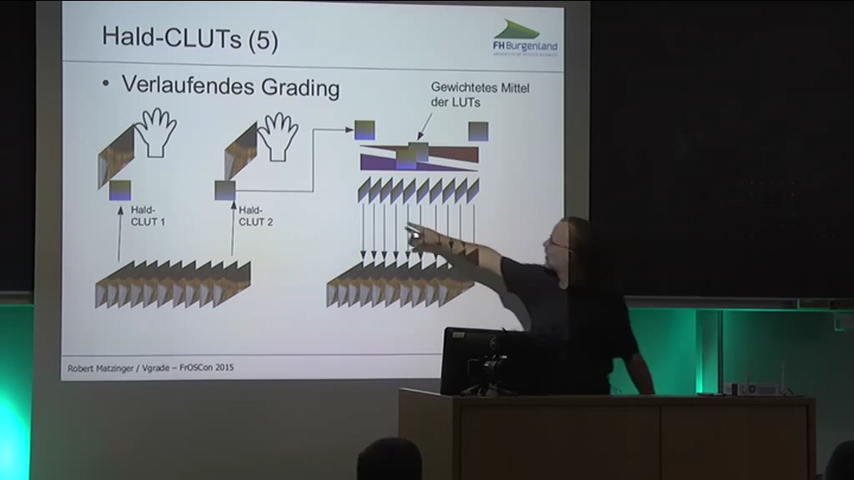 Hald-CLUTs (5)
FH Burgenland
• Verlaufendes Grading
Gewichtetes Mittel
der LUTs
Hald-
CLUT 1
Hald-
CLUT 2
Robert Matzinger / Vgrade – FrOSCon 2015